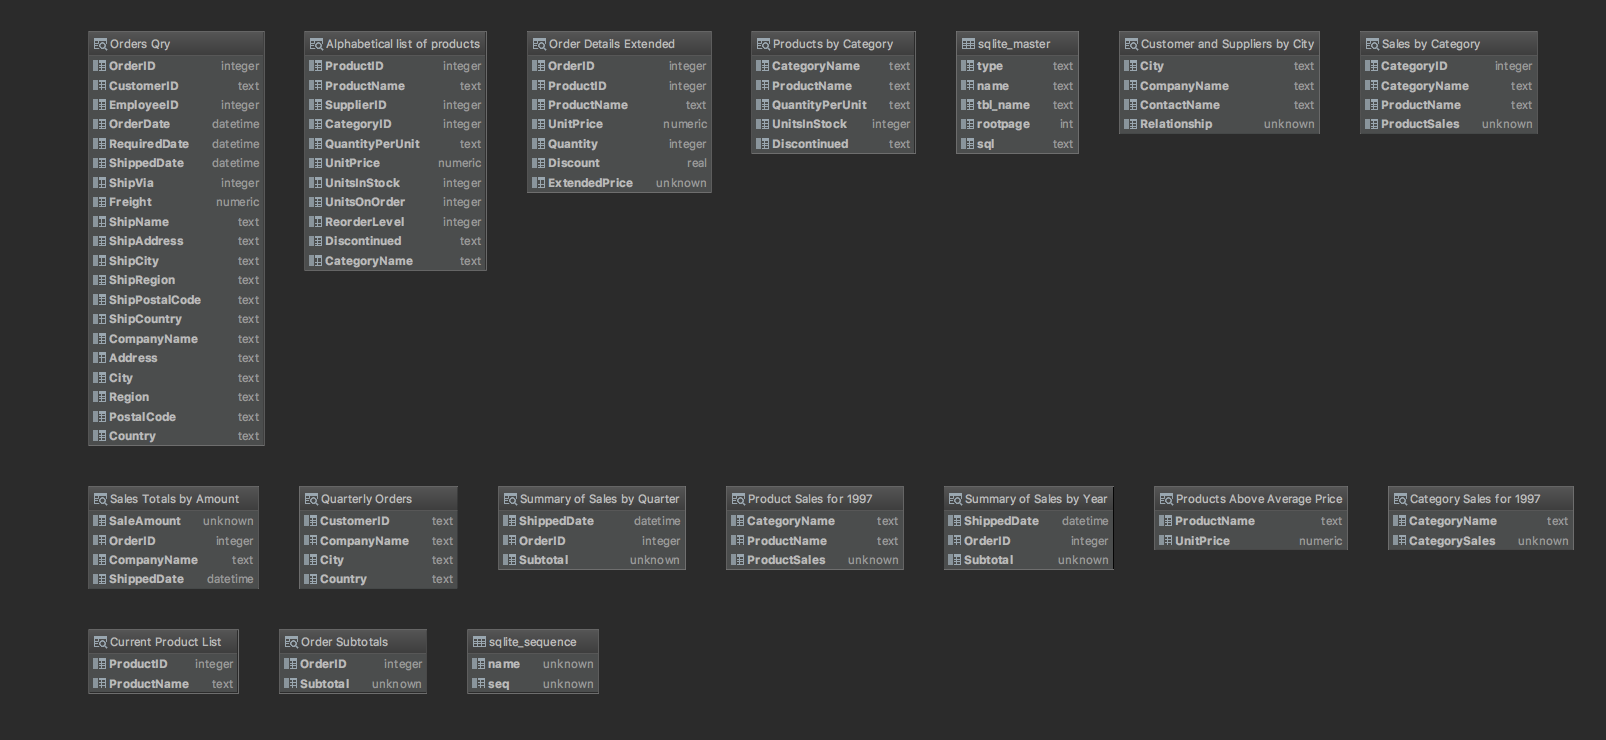 Orders Qry
OrderID integer
CustomerID text
EmployeeID integer
OrderDate datetime
RequiredDate datetime
ShippedDate datetime
ShipVia integer
Freight numeric
ShipName text
ShipAddress text
ShipCity text
ShipRegion text
ShipPostalCode text
ShipCountry text
CompanyName text
Address text
City text
Region text
PostalCode text
Country text
Alphabetical list of products
ProductID integer
ProductName text
SupplierID integer
CategoryID integer
QuantityPerUnit text
UnitPrice numeric
UnitsInStock integer
UnitsOnOrder integer
ReorderLevel integer
Discontinued text
CategoryName text
Order Details Extended
OrderID integer
ProductID integer
ProductName text
UnitPrice numeric
Quantity integer
Discount real
ExtendedPrice unknown
Products by Category
CategoryName text
ProductName text
QuantityPerUnit text
UnitsInStock integer
Discontinued text
sqlite_master
type text
name text
tbl_name text
rootpage int
sql text
Customer and Suppliers by City
City text
CompanyName text
ContactName text
Relationship unknown
Sales by Category
CategoryID integer
CategoryName text
ProductName text
ProductSales unknown
Sales Totals by Amount
SaleAmount unknown
OrderID integer
CompanyName text
ShippedDate datetime
Quarterly Orders
CustomerID text
CompanyName text
City text
Country text
Summary of Sales by Quarter
ShippedDate datetime
OrderID integer
Subtotal unknown
Product Sales for 1997
CategoryName text
ProductName text
ProductSales unknown
Summary of Sales by Year
ShippedDate datetime
OrderID integer
Subtotal unknown
Products Above Average Price
ProductName text
UnitPrice numeric
Category Sales for 1997
CategoryName text
CategorySales unknown
Current Product List
ProductID integer
ProductName text
Order Subtotals
OrderID integer
Subtotal unknown
sqlite_sequence
name unknown
seq unknown